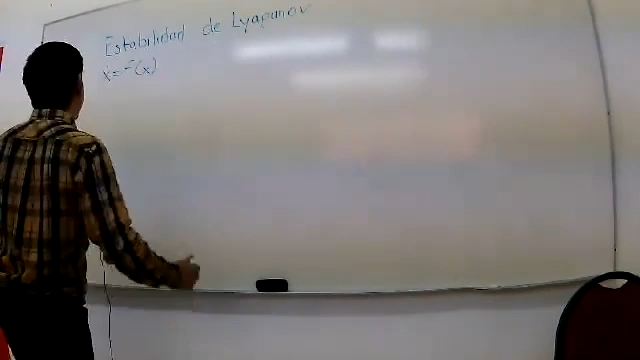 Estabilidad de Lyapunov
ẋ = f(x)